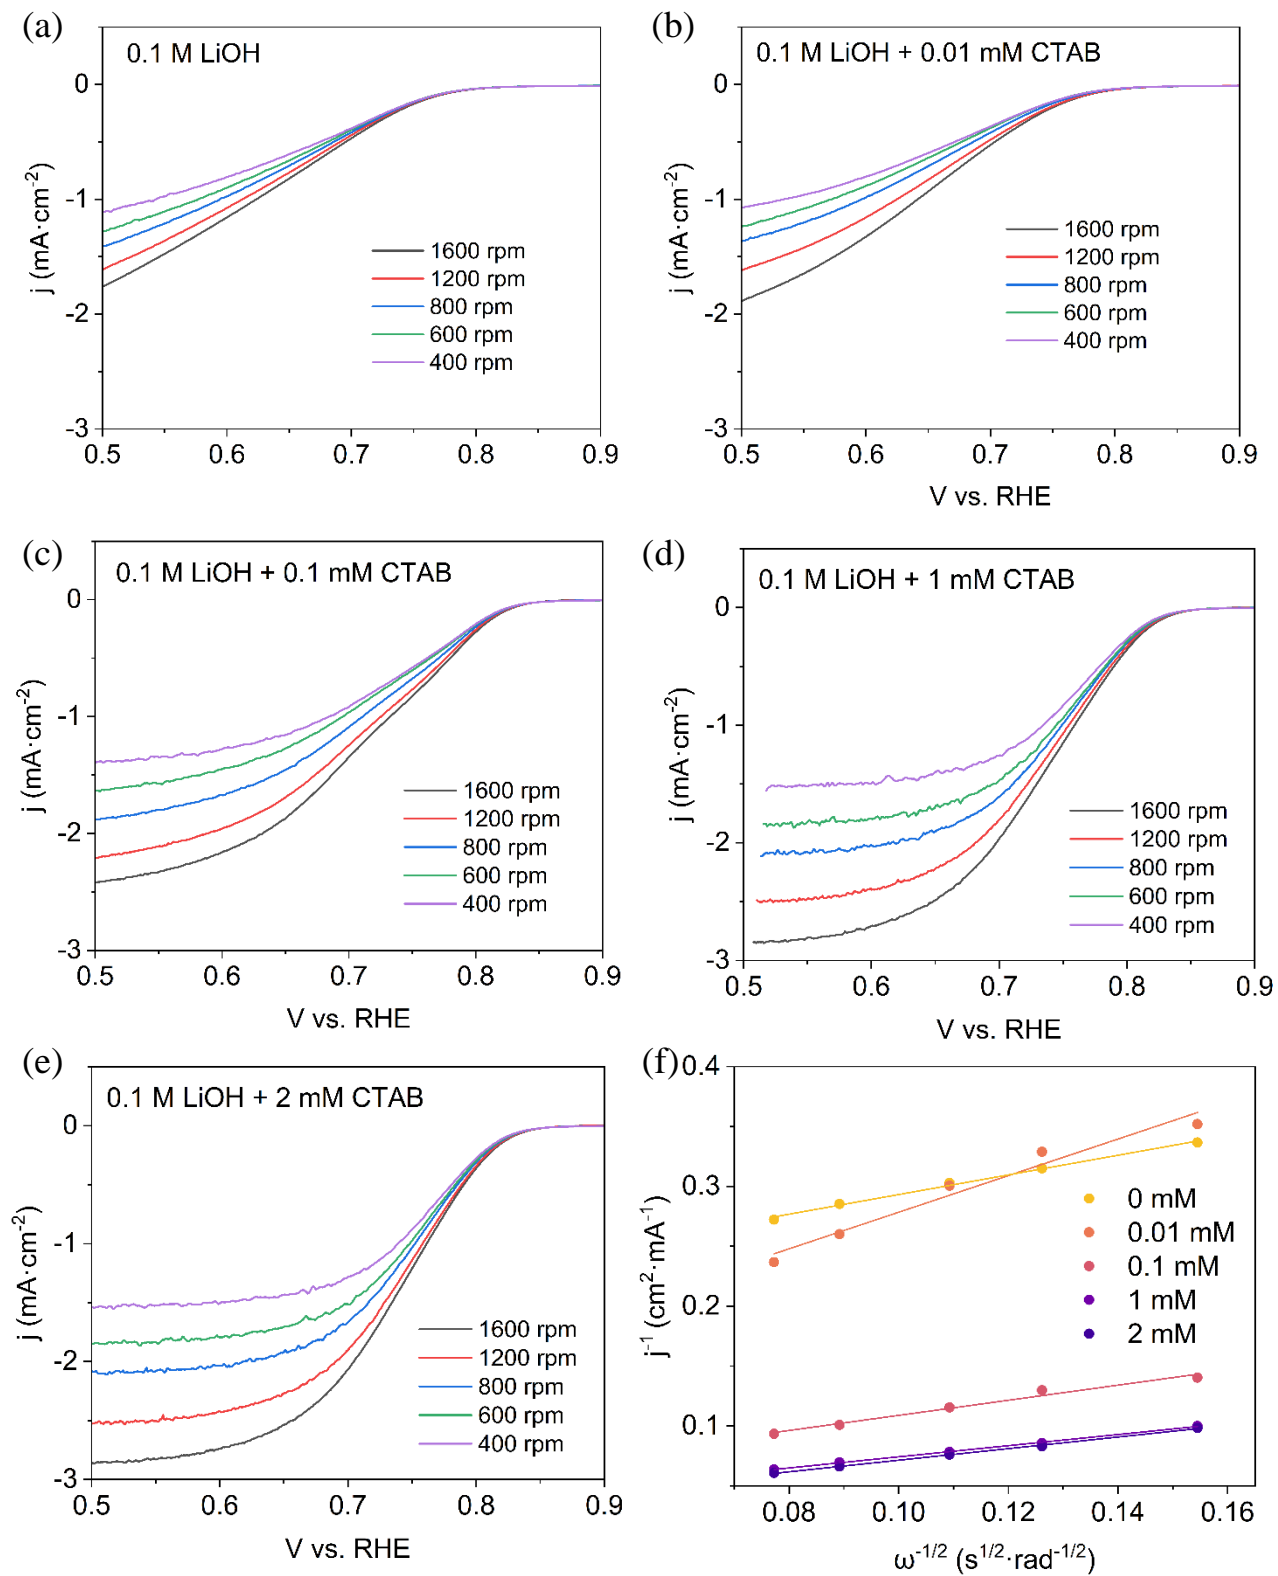 (a)
0.1 M LiOH
0
-1
-2
-3
j (mA·cm-2)
1600 rpm
1200 rpm
800 rpm
600 rpm
400 rpm
0.5 0.6 0.7 0.8 0.9
(b)
0.1 M LiOH + 0.01 mM CTAB
0
-1
-2
-3
j (mA·cm-2)
1600 rpm
1200 rpm
800 rpm
600 rpm
400 rpm
0.5 0.6 0.7 0.8 0.9
V vs. RHE
(c)
0.1 M LiOH + 0.1 mM CTAB
0
-1
-2
-3
j (mA·cm-2)
1600 rpm
1200 rpm
800 rpm
600 rpm
400 rpm
0.5 0.6 0.7 0.8 0.9
V vs. RHE
(d)
0.1 M LiOH + 1 mM CTAB
0
-1
-2
-3
j (mA·cm-2)
1600 rpm
1200 rpm
800 rpm
600 rpm
400 rpm
0.5 0.6 0.7 0.8 0.9
V vs. RHE
(e)
0.1 M LiOH + 2 mM CTAB
0
-1
-2
-3
j (mA·cm-2)
1600 rpm
1200 rpm
800 rpm
600 rpm
400 rpm
0.5 0.6 0.7 0.8 0.9
V vs. RHE
(f)
0.4
0.3
0.2
0.1
j-1 (cm2·mA-1)
0 mM
0.01 mM
0.1 mM
1 mM
2 mM
0.08 0.10 0.12 0.14 0.16
ω-1/2 (s1/2·rad-1/2)